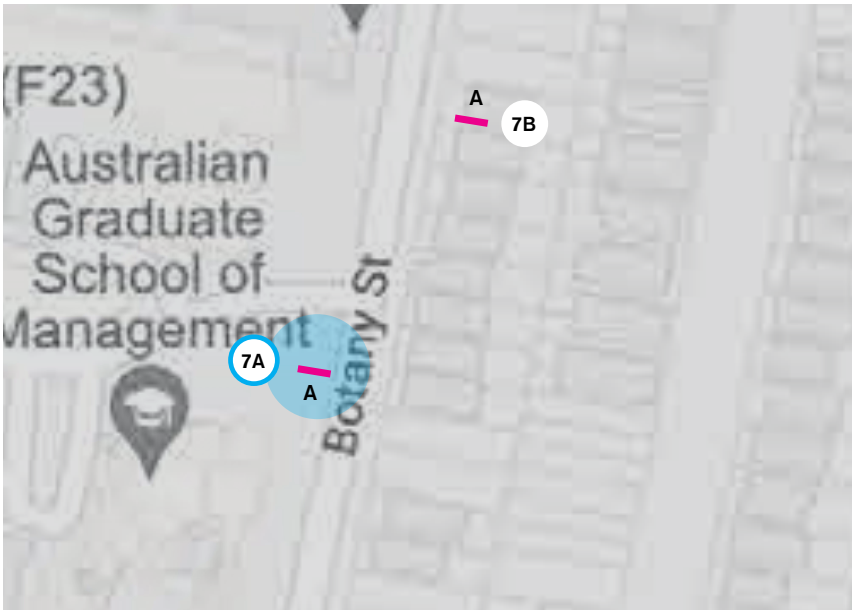 (F23)
A
7B
Australian
Graduate
School of
Management
Botany St
7A
A